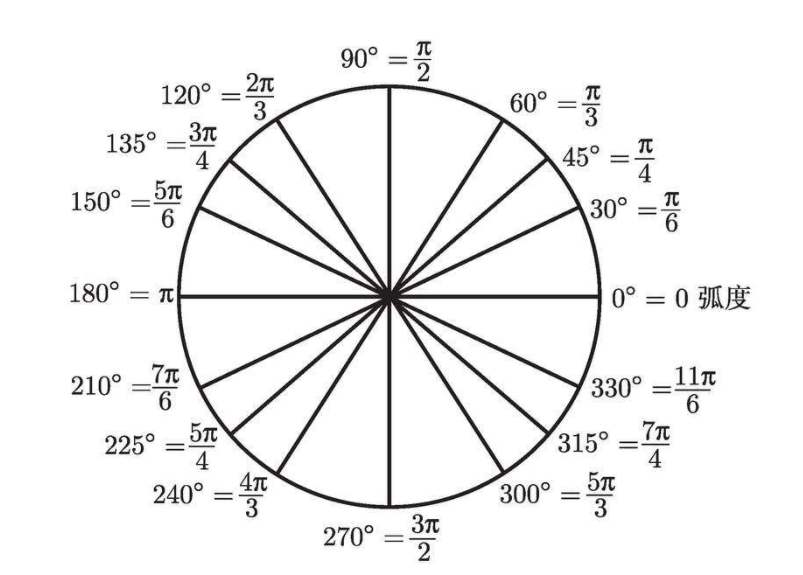 90° = π/2
120° = 2π/3
60° = π/3
135° = 3π/4
45° = π/4
150° = 5π/6
30° = π/6
180° = π
0° = 0 弧度
210° = 7π/6
330° = 11π/6
225° = 5π/4
315° = 7π/4
240° = 4π/3
300° = 5π/3
270° = 3π/2